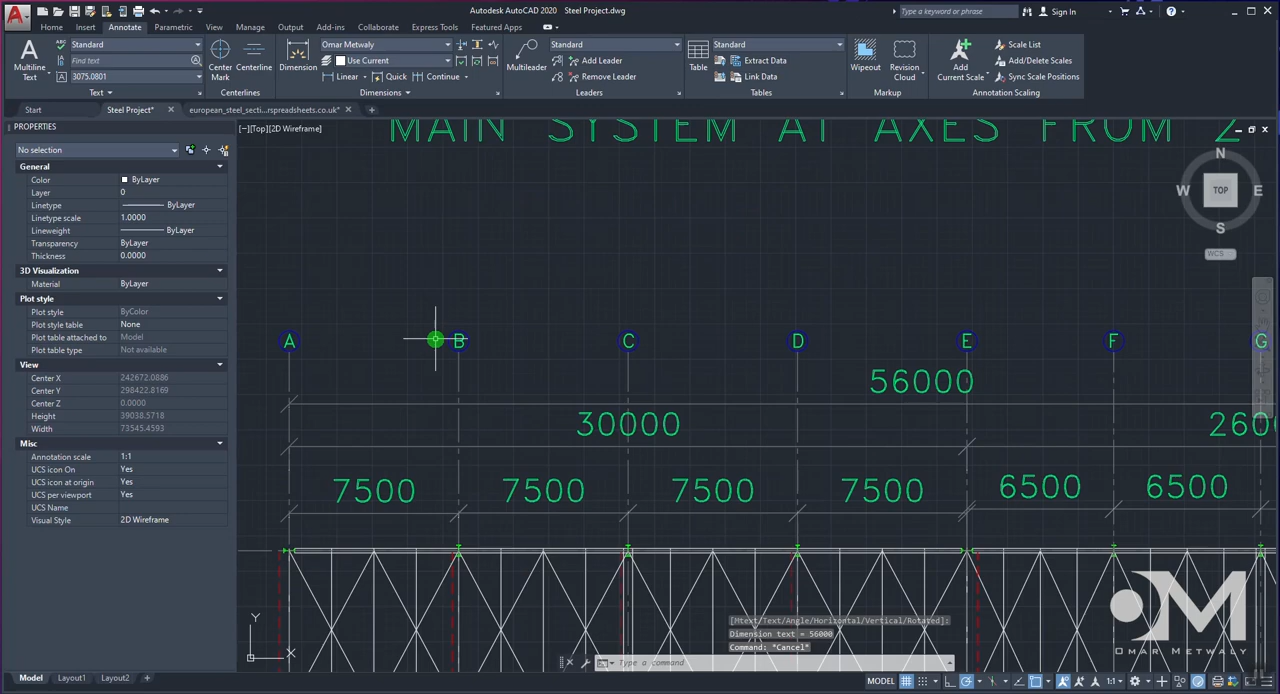 Autodesk AutoCAD 2020 Steel Project.dwg
Type a keyword or phrase
Sign In
Home Insert Annotate Parametric View Manage Output Add-ins Collaborate Express Tools Featured Apps
Multiline Text
Standard
Find text
3075.0801
Text
Center Mark
Centerline
Centerlines
Dimension
Omar Metwaly
Use Current
Linear Quick Continue
Dimensions
Multileader
Standard
Add Leader
Remove Leader
Leaders
Table
Standard
Extract Data
Link Data
Tables
Wipeout
Revision Cloud
Markup
Add Current Scale
Scale List
Add/Delete Scales
Sync Scale Positions
Annotation Scaling
Start Steel Project* european_steel_secti...rspreadsheets.co.uk*
PROPERTIES
No selection
General
Color ByLayer
Layer 0
Linetype ByLayer
Linetype scale 1.0000
Lineweight ByLayer
Transparency ByLayer
Thickness 0.0000
3D Visualization
Material ByLayer
Plot style
Plot style ByColor
Plot style table None
Plot table attached to Model
Plot table type Not available
View
Center X 242672.0886
Center Y 298422.8169
Center Z 0.0000
Height 39038.5718
Width 73545.4593
Misc
Annotation scale 1:1
UCS icon On Yes
UCS icon at origin Yes
UCS per viewport Yes
UCS Name
Visual Style 2D Wireframe
[−][Top][2D Wireframe]
MAIN SYSTEM AT AXES FROM 2
N
W TOP E
S
WCS
A B C D E F G
56000
30000 2600
7500 7500 7500 7500 6500 6500
Y
X
[Mtext/Text/Angle/Horizontal/Vertical/Rotated]:
Dimension text = 56000
Command: *Cancel*
Type a command
OMAR METWALY
Model Layout1 Layout2 +
MODEL 1:1